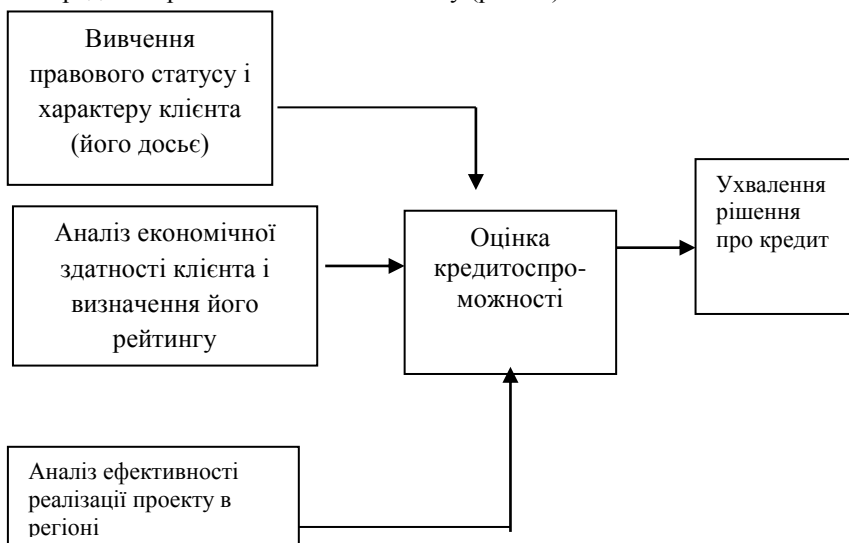 Вивчення
правового статусу і
характеру клієнта
(його досьє)
Аналіз економічної
здатності клієнта і
визначення його
рейтингу
Оцінка
кредитоспро-
можності
Ухвалення
рішення
про кредит
Аналіз ефективності
реалізації проекту в
регіоні